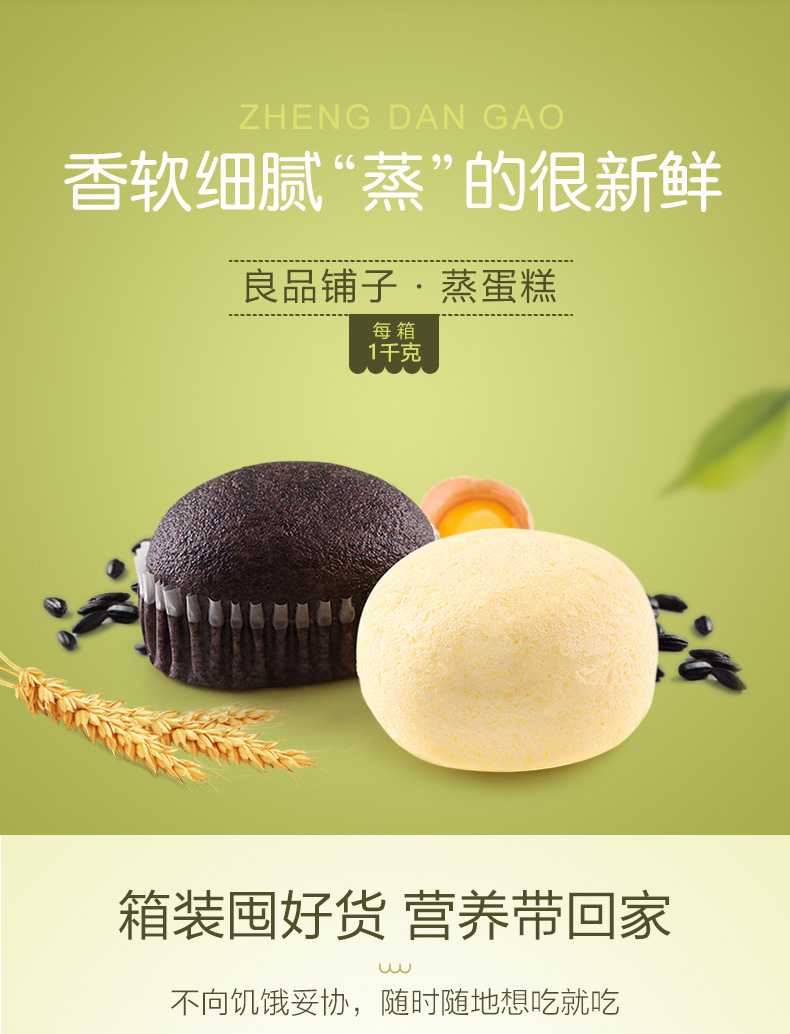 ZHENG DAN GAO
香软细腻“蒸”的很新鲜
良品铺子·蒸蛋糕
每箱
1千克
箱装囤好货 营养带回家
不向饥饿妥协，随时随地想吃就吃